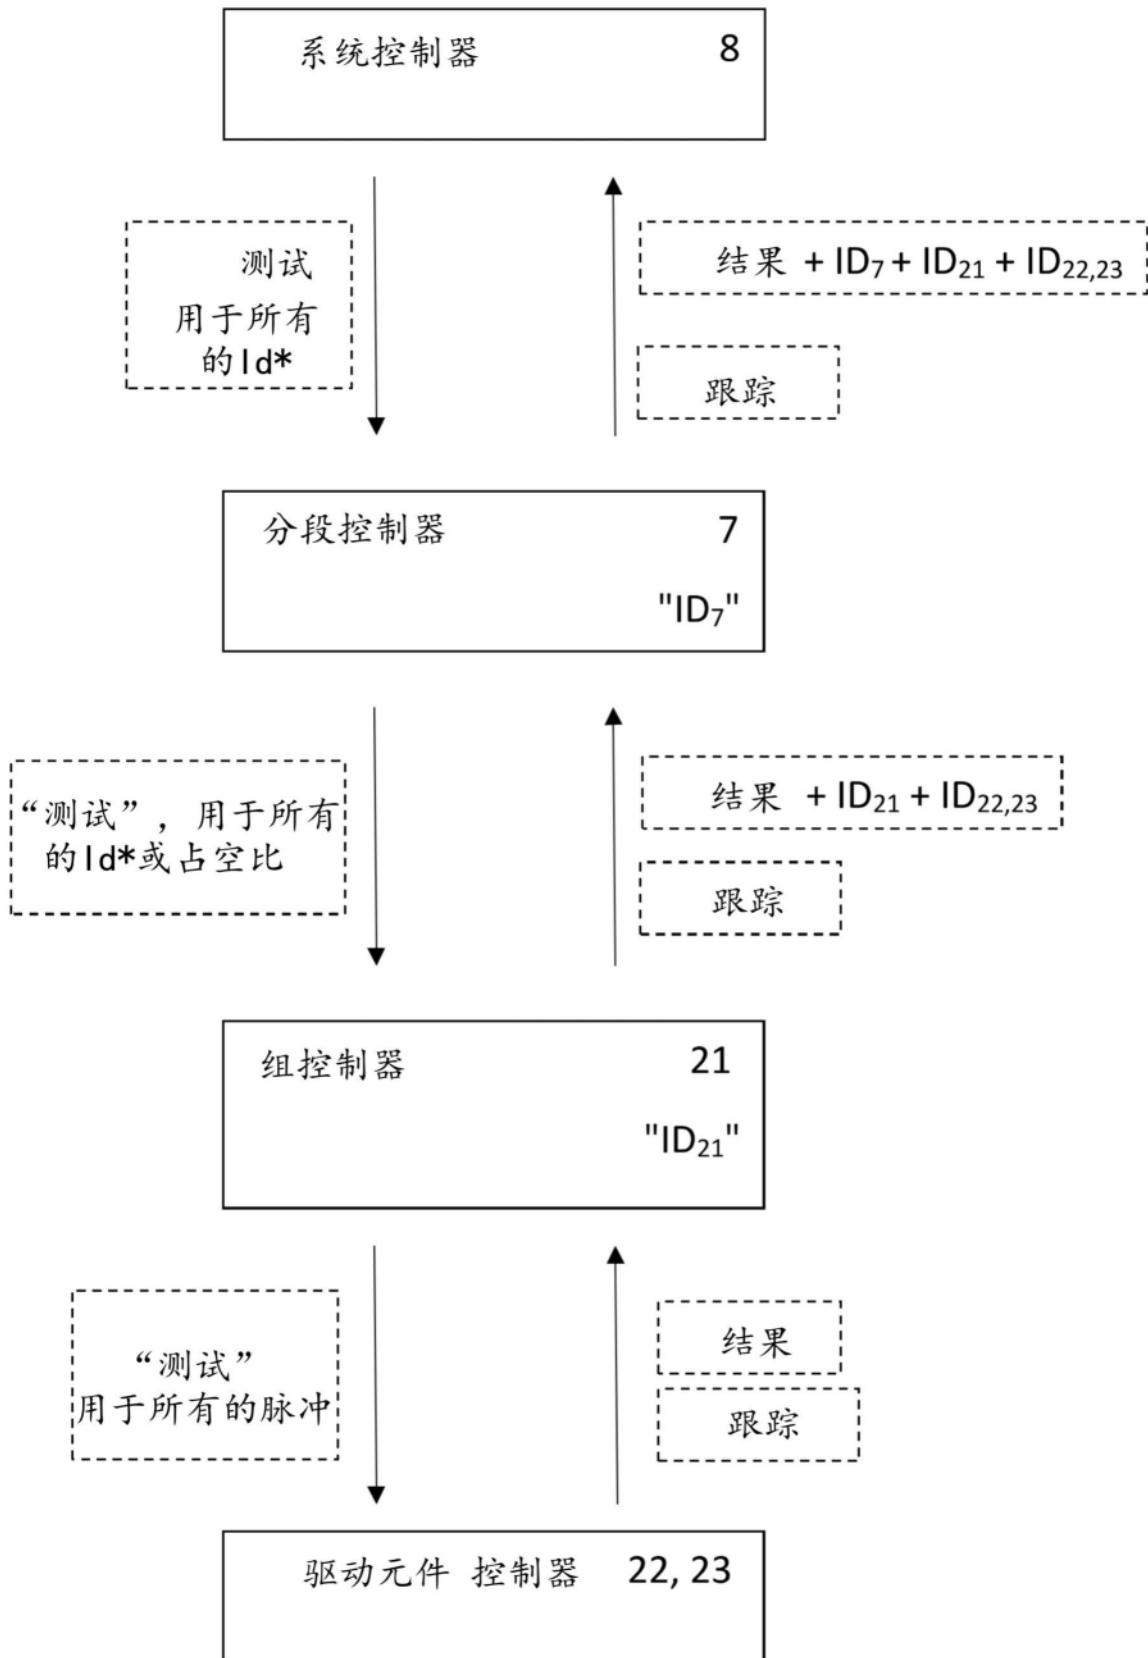 系统控制器 8
测试
用于所有
的Id*
结果 + ID₇ + ID₂₁ + ID₂₂,₂₃
跟踪
分段控制器 7
"ID₇"
“测试”，用于所有
的Id*或占空比
结果 + ID₂₁ + ID₂₂,₂₃
跟踪
组控制器 21
"ID₂₁"
“测试”
用于所有的脉冲
结果
跟踪
驱动元件 控制器 22, 23